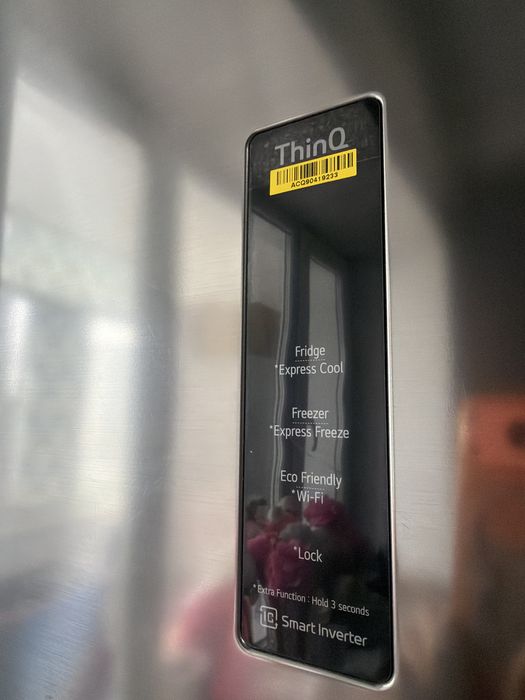 ThinQ
ACQ90419233
Fridge
*Express Cool
Freezer
*Express Freeze
Eco Friendly
*Wi-Fi
*Lock
*Extra Function : Hold 3 seconds
Smart Inverter